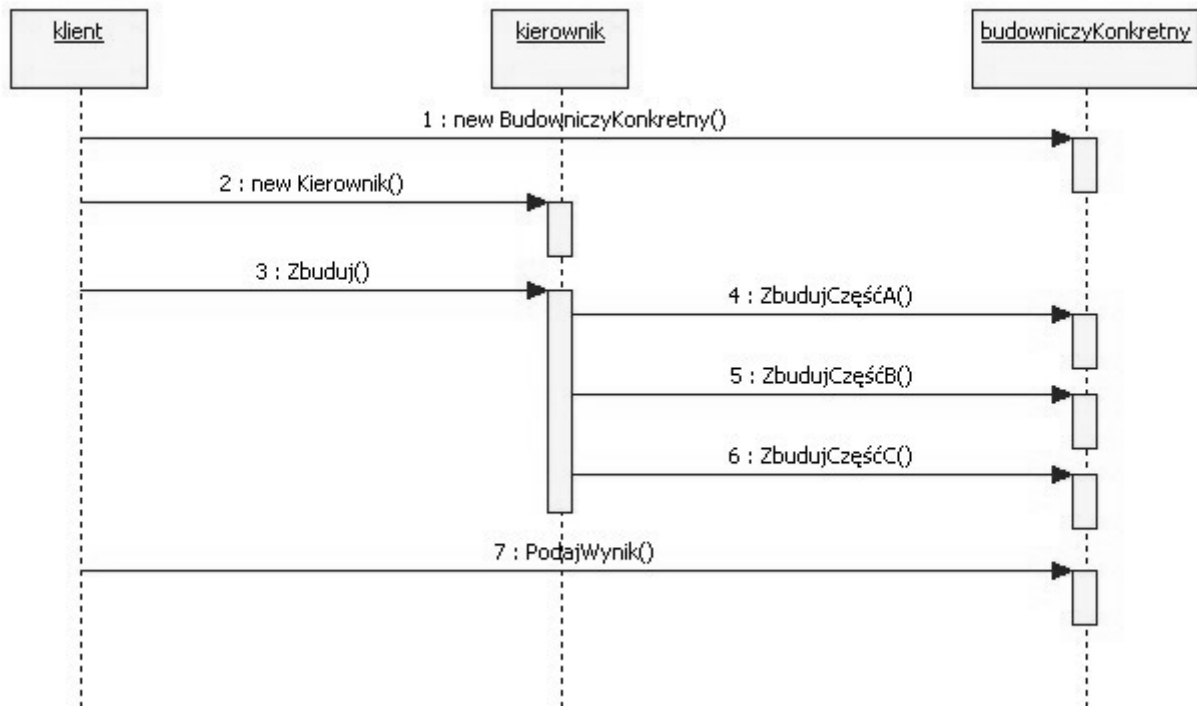 klient
kierownik
budowniczyKonkretny
1 : new BudowniczyKonkretny()
2 : new Kierownik()
3 : Zbuduj()
4 : ZbudujCzęśćA()
5 : ZbudujCzęśćB()
6 : ZbudujCzęśćC()
7 : PodajWynik()